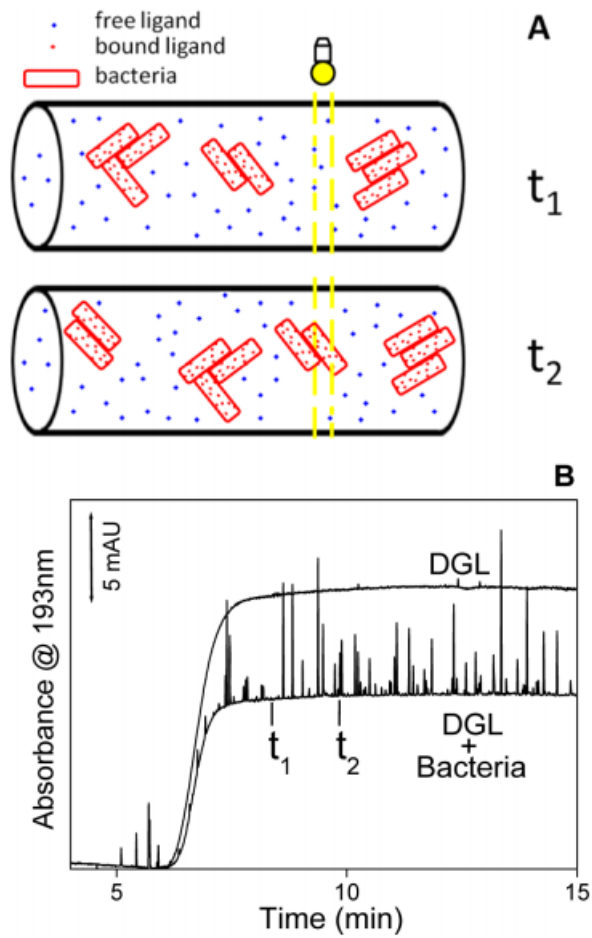 free ligand
bound ligand
bacteria
A
t1
t2
B
5 mAU
DGL
t1
t2
DGL
+
Bacteria
Absorbance @ 193nm
5
10
15
Time (min)